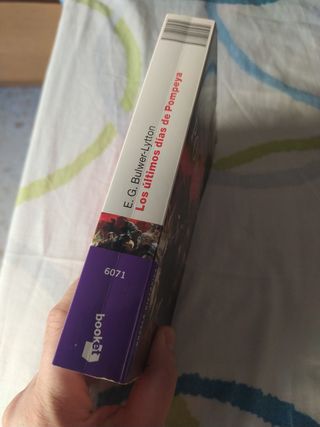 E. G. Bulwer-Lytton
Los últimos días de Pompeya
6071
booket